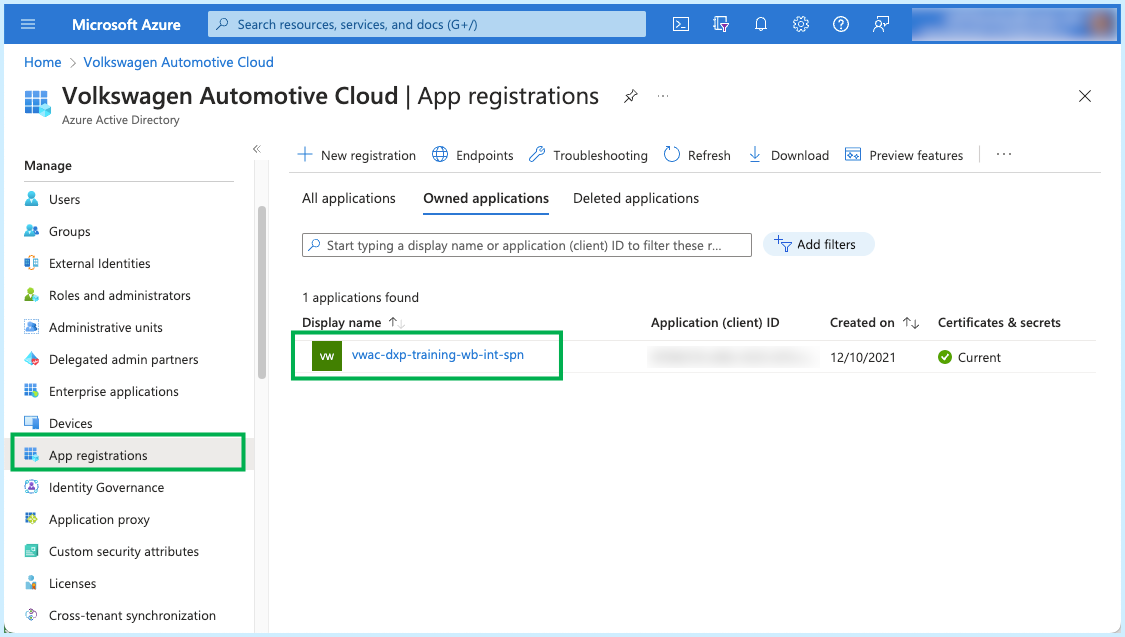 Microsoft Azure
Search resources, services, and docs (G+/)
Home > Volkswagen Automotive Cloud
Volkswagen Automotive Cloud | App registrations
Azure Active Directory
Manage
Users
Groups
External Identities
Roles and administrators
Administrative units
Delegated admin partners
Enterprise applications
Devices
App registrations
Identity Governance
Application proxy
Custom security attributes
Licenses
Cross-tenant synchronization
New registration Endpoints Troubleshooting Refresh Download Preview features
All applications Owned applications Deleted applications
Start typing a display name or application (client) ID to filter these r...
Add filters
1 applications found
Display name Application (client) ID Created on Certificates & secrets
VW vwac-dxp-training-wb-int-spn 12/10/2021 Current